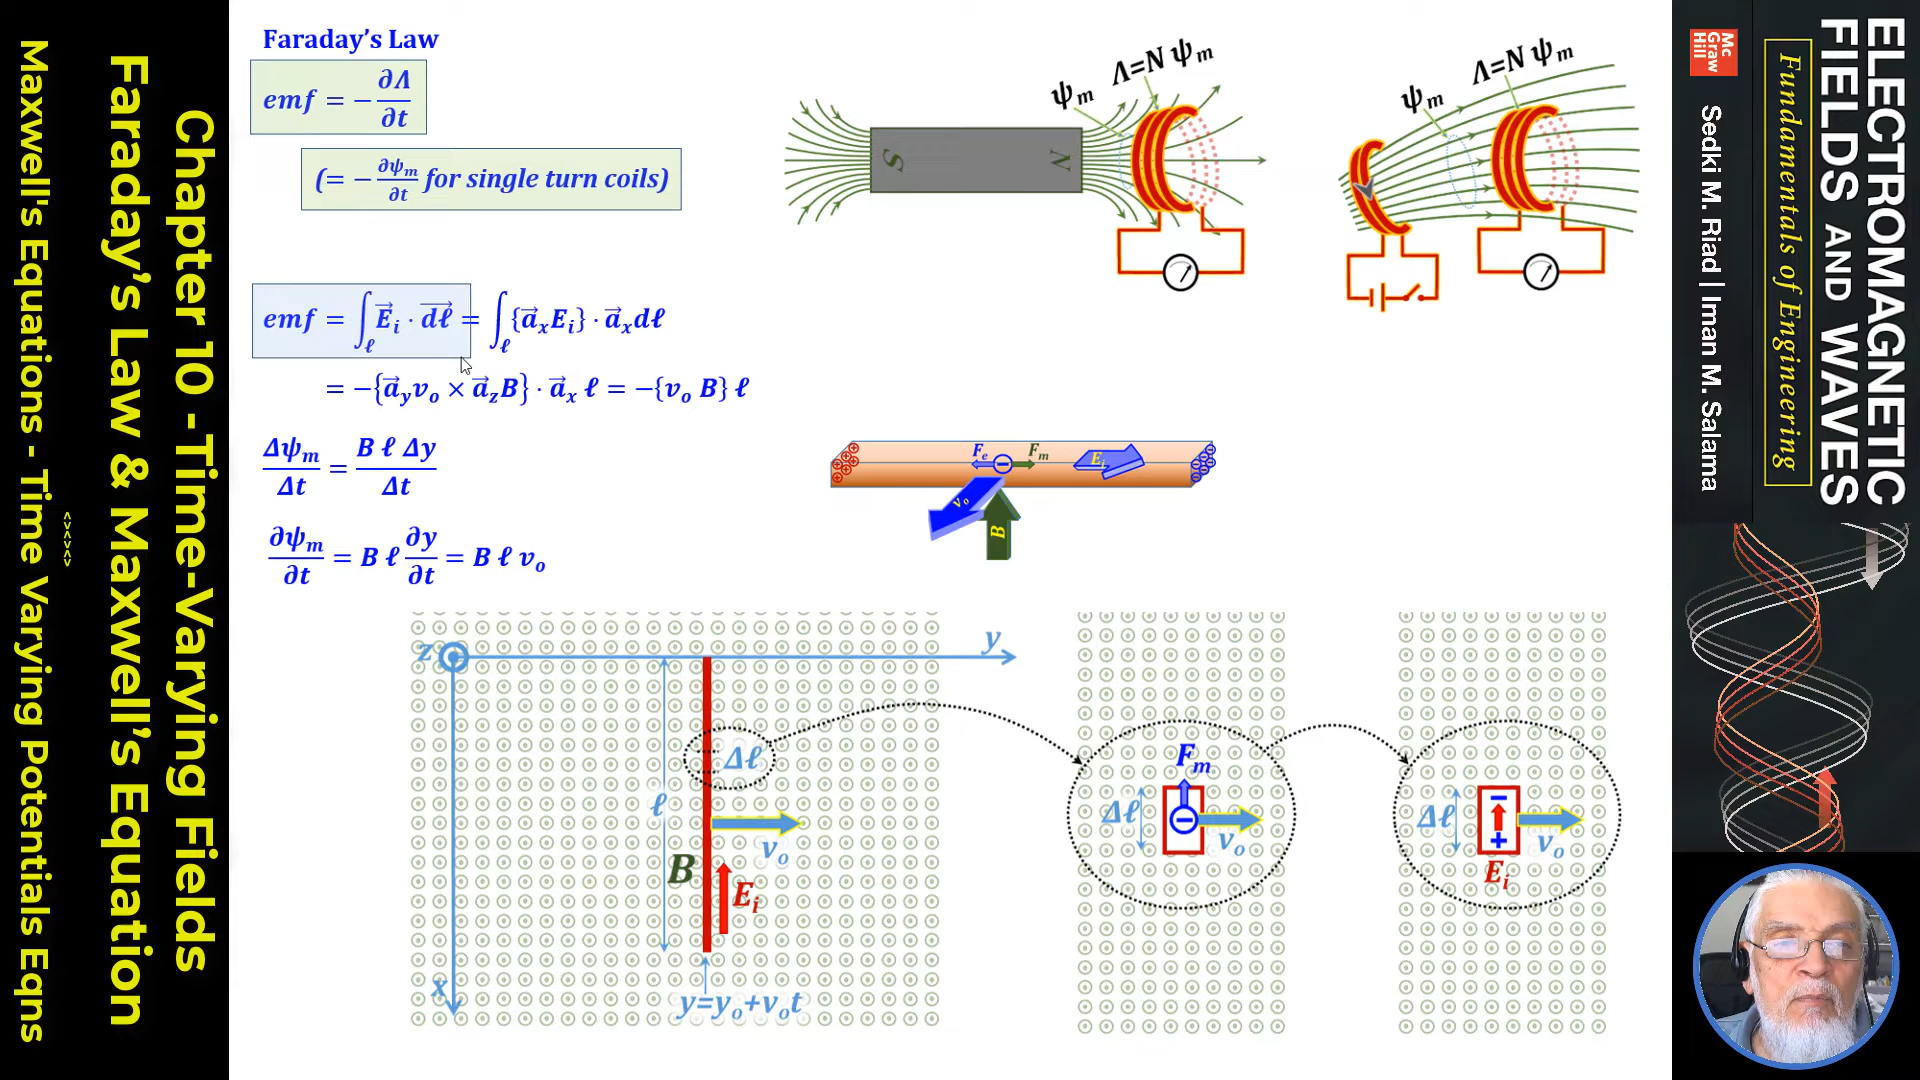 Chapter 10 -Time-Varying Fields
Faraday's Law & Maxwell's Equation
Maxwell's Equations - Time Varying Potentials Eqns
<^>^<^>
Faraday's Law
emf = −∂Λ/∂t
(= −∂ψm/∂t for single turn coils)
emf = ∫ℓ E⃗i · dℓ⃗ = ∫ℓ {a⃗x Ei} · a⃗x dℓ
= −{a⃗y vo × a⃗z B} · a⃗x ℓ = −{vo B} ℓ
Δψm/Δt = B ℓ Δy/Δt
∂ψm/∂t = B ℓ ∂y/∂t = B ℓ vo
S
N
ψm
Λ=N ψm
ψm
Λ=N ψm
Fe
Fm
Ei
vo
B
z
y
x
Δℓ
ℓ
vo
B
Ei
y=yo+vot
Fm
Δℓ
vo
Δℓ
vo
Ei
ELECTROMAGNETIC
FIELDS AND WAVES
Fundamentals of Engineering
Mc
Graw
Hill
Sedki M. Riad | Iman M. Salama